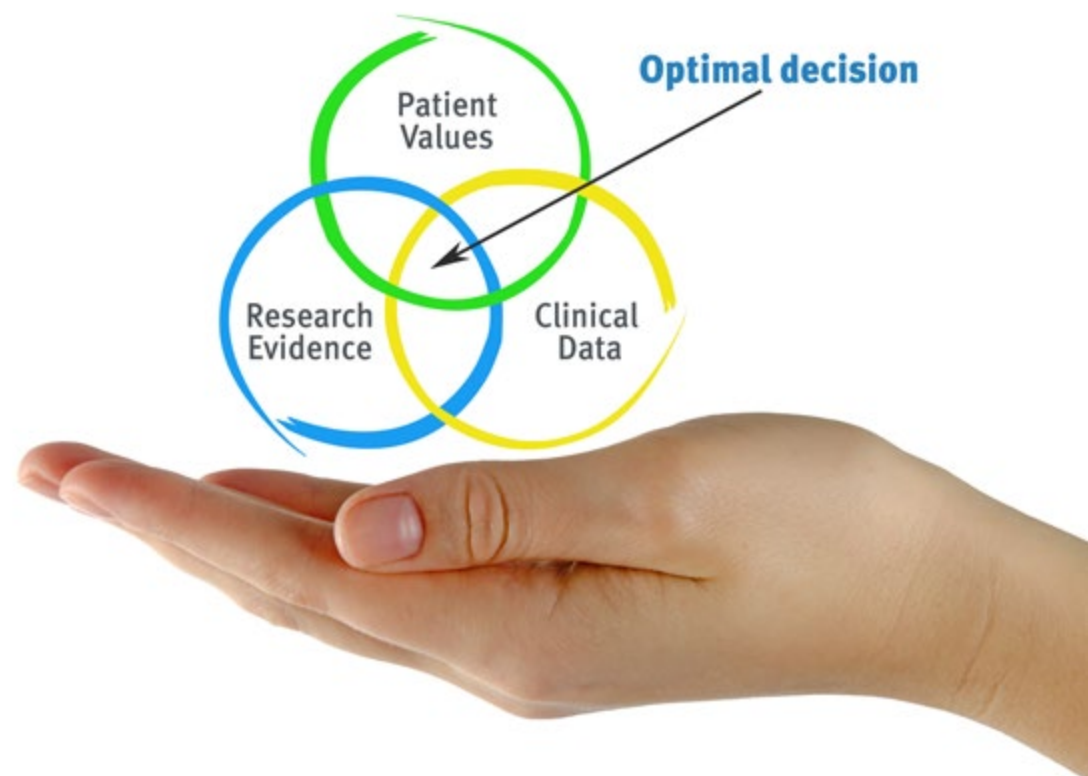 Optimal decision
Patient
Values
Research
Evidence
Clinical
Data